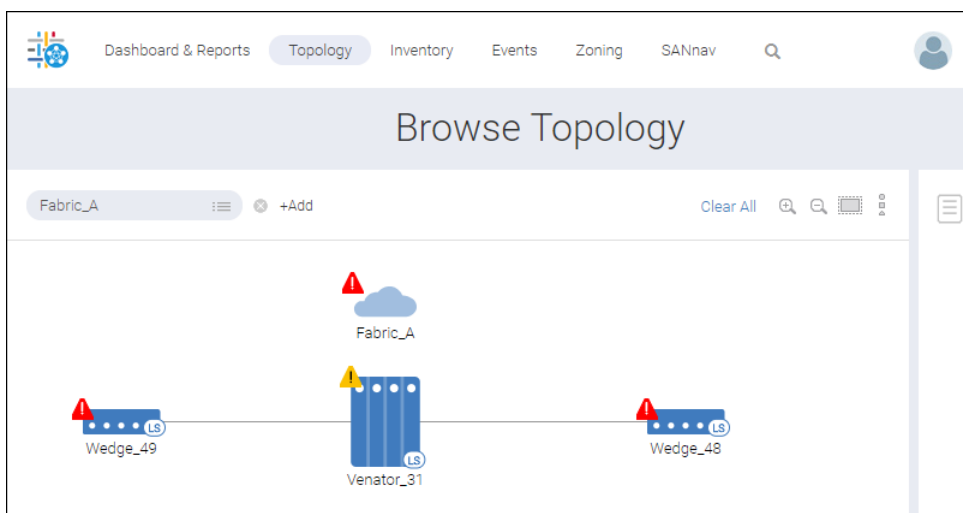 Dashboard & Reports Topology Inventory Events Zoning SANnav
Browse Topology
Fabric_A +Add Clear All
Fabric_A
LS LS
Wedge_49 Wedge_48
LS
Venator_31